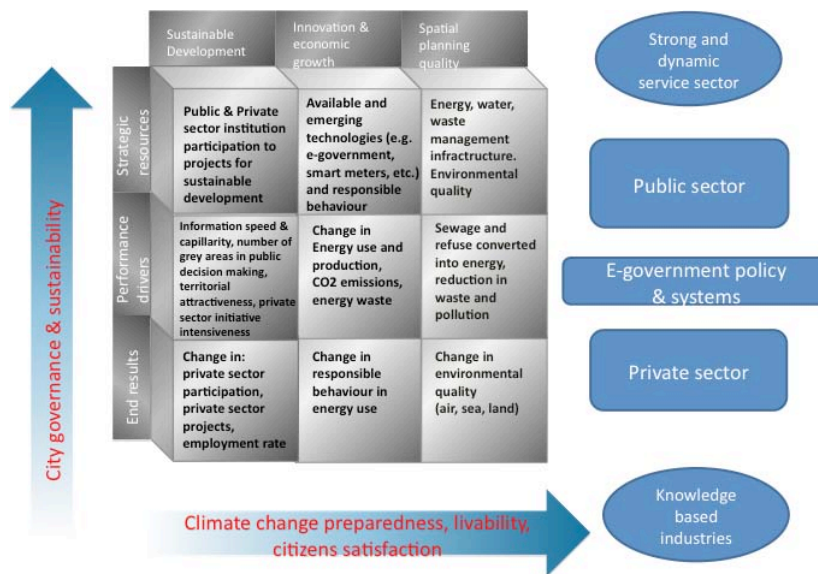 Sustainable
Development
Innovation &
economic
growth
Spatial
planning
quality
Strategic
resources
Public & Private
sector institution
participation to
projects for
sustainable
development
Available and
emerging
technologies (e.g.
e-government,
smart meters, etc.)
and responsible
behaviour
Energy, water,
waste
management
infractructure.
Environmental
quality
Performance
drivers
Information speed &
capillarity, number of
grey areas in public
decision making,
territorial
attractiveness, private
sector initiative
intensiveness
Change in
Energy use and
production,
CO2 emissions,
energy waste
Sewage and
refuse converted
into energy,
reduction in
waste and
pollution
End results
Change in:
private sector
participation,
private sector
projects,
employment rate
Change in
responsible
behaviour in
energy use
Change in
environmental
quality
(air, sea, land)
City governance & sustainability
Climate change preparedness, livability,
citizens satisfaction
Strong and
dynamic
service sector
Public sector
E-government policy
& systems
Private sector
Knowledge
based
industries